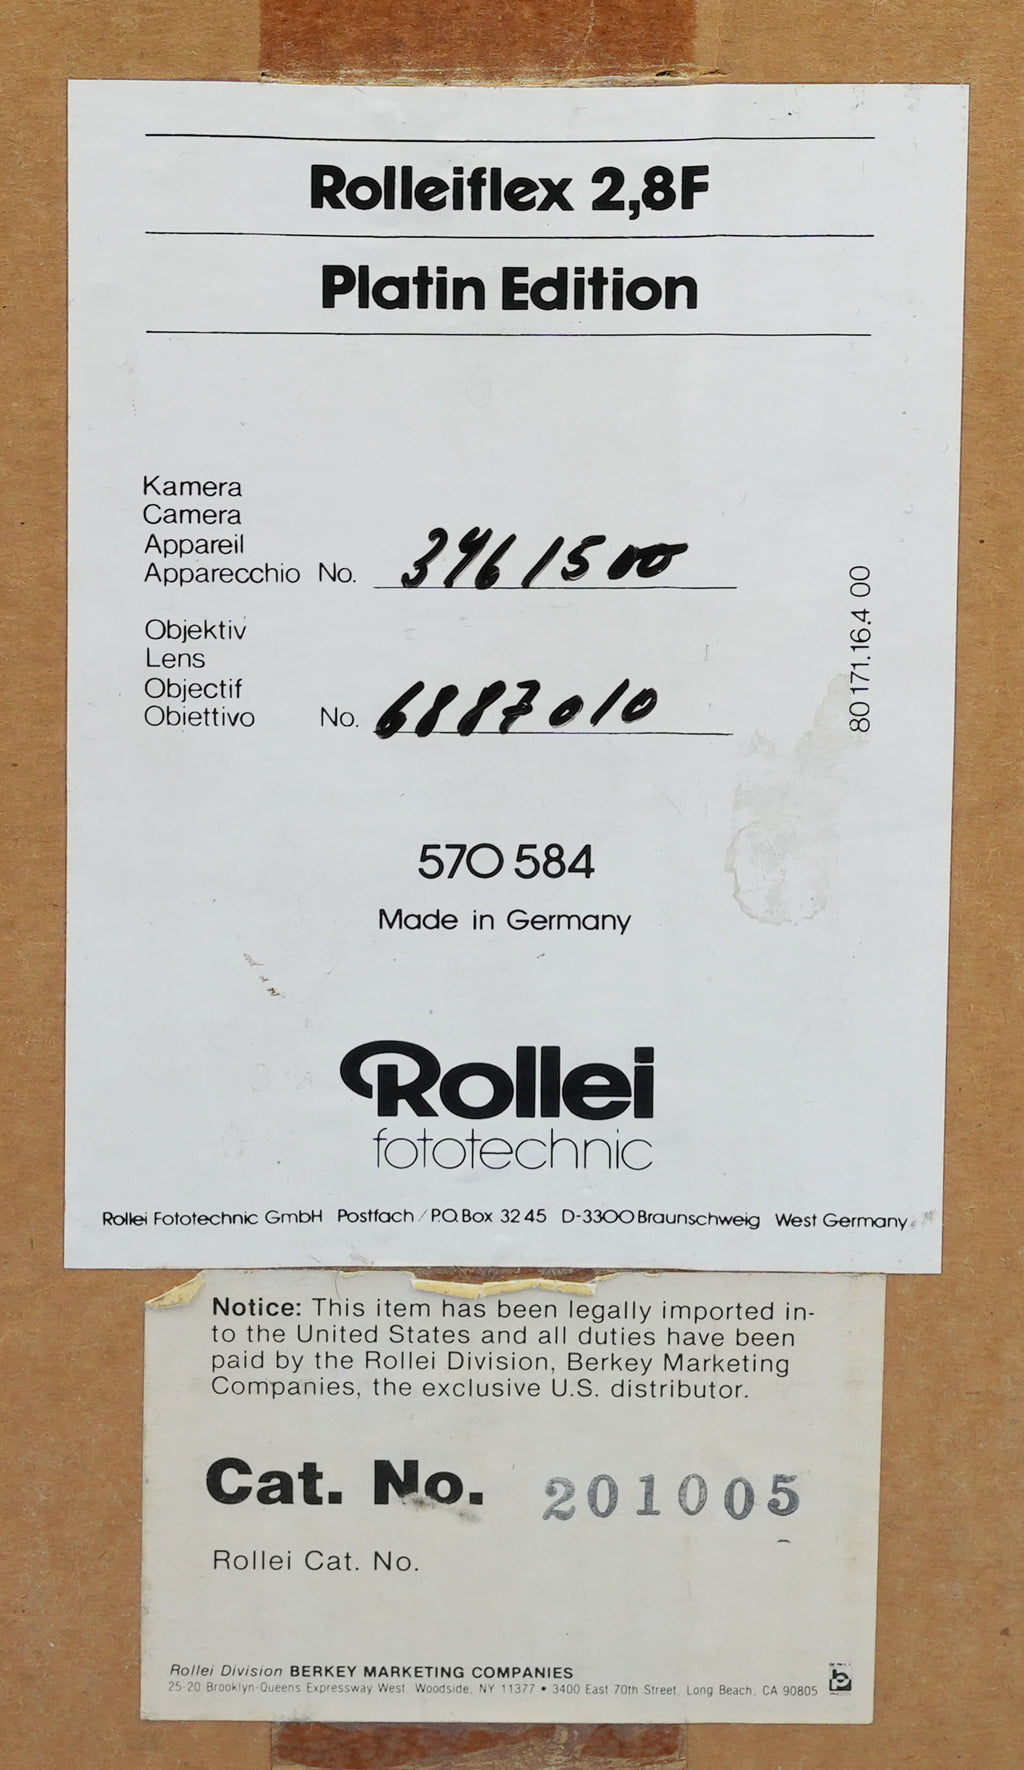 Rolleiflex 2,8F
Platin Edition
Kamera
Camera
Appareil
Apparecchio No. 3461500
Objektiv
Lens
Objectif
Obiettivo No. 6887010
80 171.16.4 00
570 584
Made in Germany
Rollei
fototechnic
Rollei Fototechnic GmbH Postfach / P.O. Box 32 45 D-3300 Braunschweig West Germany
Notice: This item has been legally imported in-
to the United States and all duties have been
paid by the Rollei Division, Berkey Marketing
Companies, the exclusive U.S. distributor.
Cat. No. 201005
Rollei Cat. No.
Rollei Division BERKEY MARKETING COMPANIES
25-20 Brooklyn-Queens Expressway West, Woodside, NY 11377 • 3400 East 70th Street, Long Beach, CA 90805